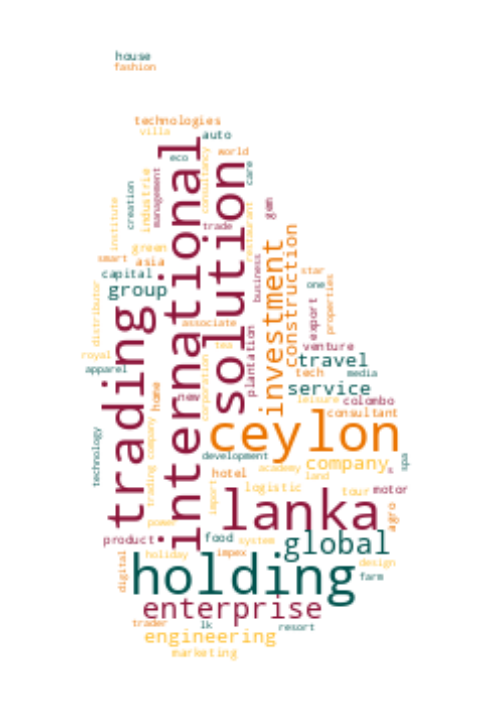 house
fashion
technologies
villa
auto
world
eco
consultancy
care
international
solution
creation
industrie
management
institute
trade
restaurant
gem
green
smart
asia
capital
group
business
investment
construction
star
one
export
properties
distributor
trading
associate
tea
plantation
venture
travel
royal
apparel
tech
media
service
home
new
corporation
leisure
colombo
consultant
ceylon
technology
trading company
development
company
spa
s
hotel
academy
land
logistic
tour
motor
import
lanka
agro
power
product
food
system
global
digital
holiday
impex
design
holding
farm
enterprise
trader
lk
resort
engineering
marketing